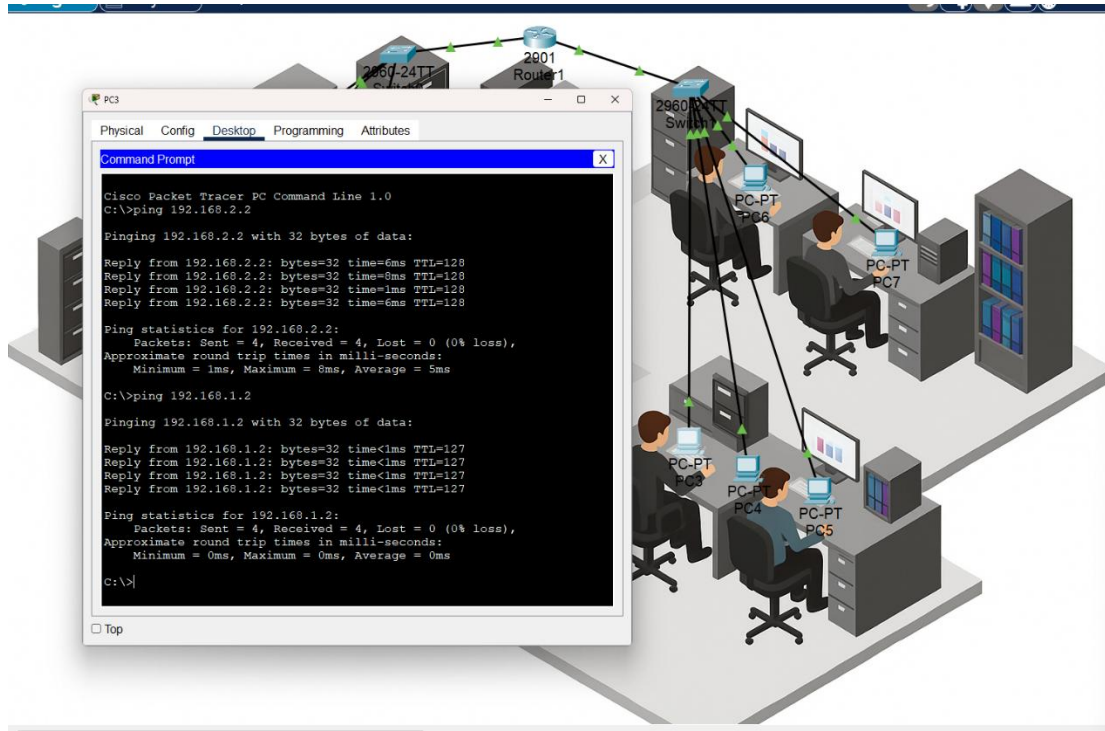 2901
Router1
2960-24TT
2960-24TT
Switch1
PC3
Physical Config Desktop Programming Attributes
Command Prompt
X
Cisco Packet Tracer PC Command Line 1.0
C:\>ping 192.168.2.2
Pinging 192.168.2.2 with 32 bytes of data:
Reply from 192.168.2.2: bytes=32 time=6ms TTL=128
Reply from 192.168.2.2: bytes=32 time=8ms TTL=128
Reply from 192.168.2.2: bytes=32 time=1ms TTL=128
Reply from 192.168.2.2: bytes=32 time=6ms TTL=128
Ping statistics for 192.168.2.2:
Packets: Sent = 4, Received = 4, Lost = 0 (0% loss),
Approximate round trip times in milli-seconds:
Minimum = 1ms, Maximum = 8ms, Average = 5ms
C:\>ping 192.168.1.2
Pinging 192.168.1.2 with 32 bytes of data:
Reply from 192.168.1.2: bytes=32 time<1ms TTL=127
Reply from 192.168.1.2: bytes=32 time<1ms TTL=127
Reply from 192.168.1.2: bytes=32 time<1ms TTL=127
Reply from 192.168.1.2: bytes=32 time<1ms TTL=127
Ping statistics for 192.168.1.2:
Packets: Sent = 4, Received = 4, Lost = 0 (0% loss),
Approximate round trip times in milli-seconds:
Minimum = 0ms, Maximum = 0ms, Average = 0ms
C:\>
Top
PC-PT
PC6
PC-PT
PC7
PC-PT
PC3
PC-PT
PC4
PC-PT
PC5